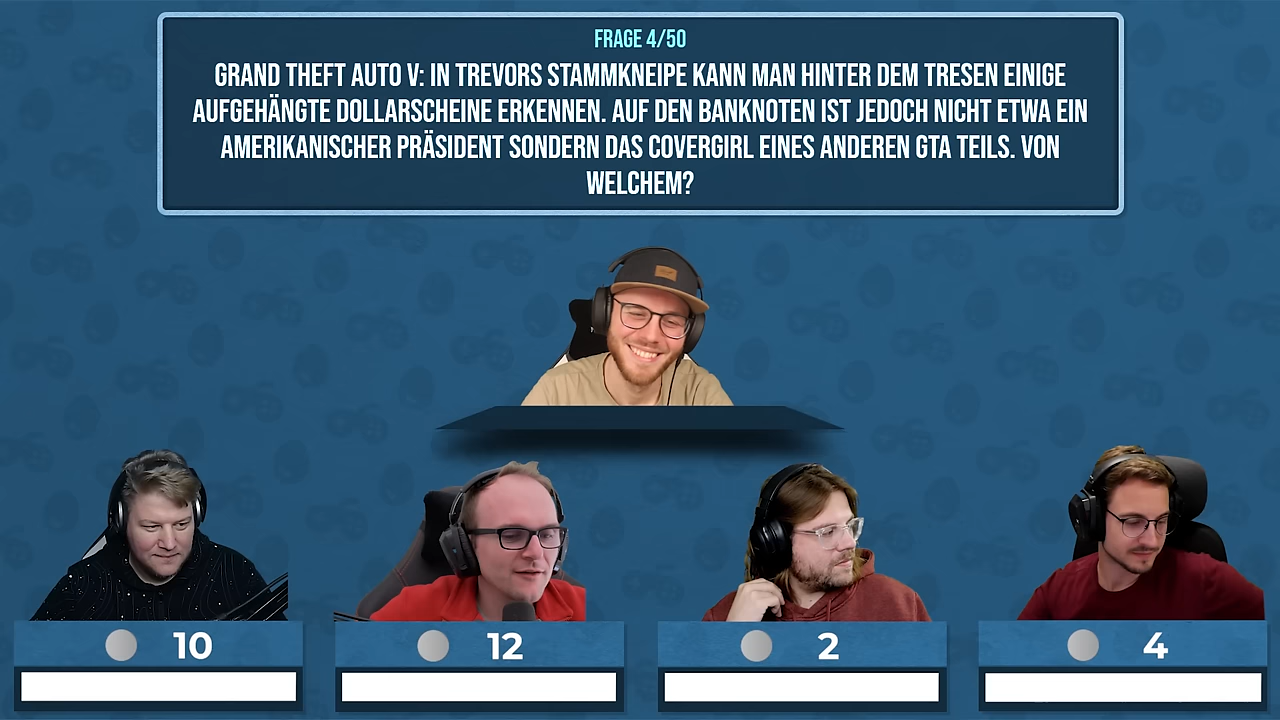 FRAGE 4/50
GRAND THEFT AUTO V: IN TREVORS STAMMKNEIPE KANN MAN HINTER DEM TRESEN EINIGE
AUFGEHÄNGTE DOLLARSCHEINE ERKENNEN. AUF DEN BANKNOTEN IST JEDOCH NICHT ETWA EIN
AMERIKANISCHER PRÄSIDENT SONDERN DAS COVERGIRL EINES ANDEREN GTA TEILS. VON
WELCHEM?
10
12
2
4